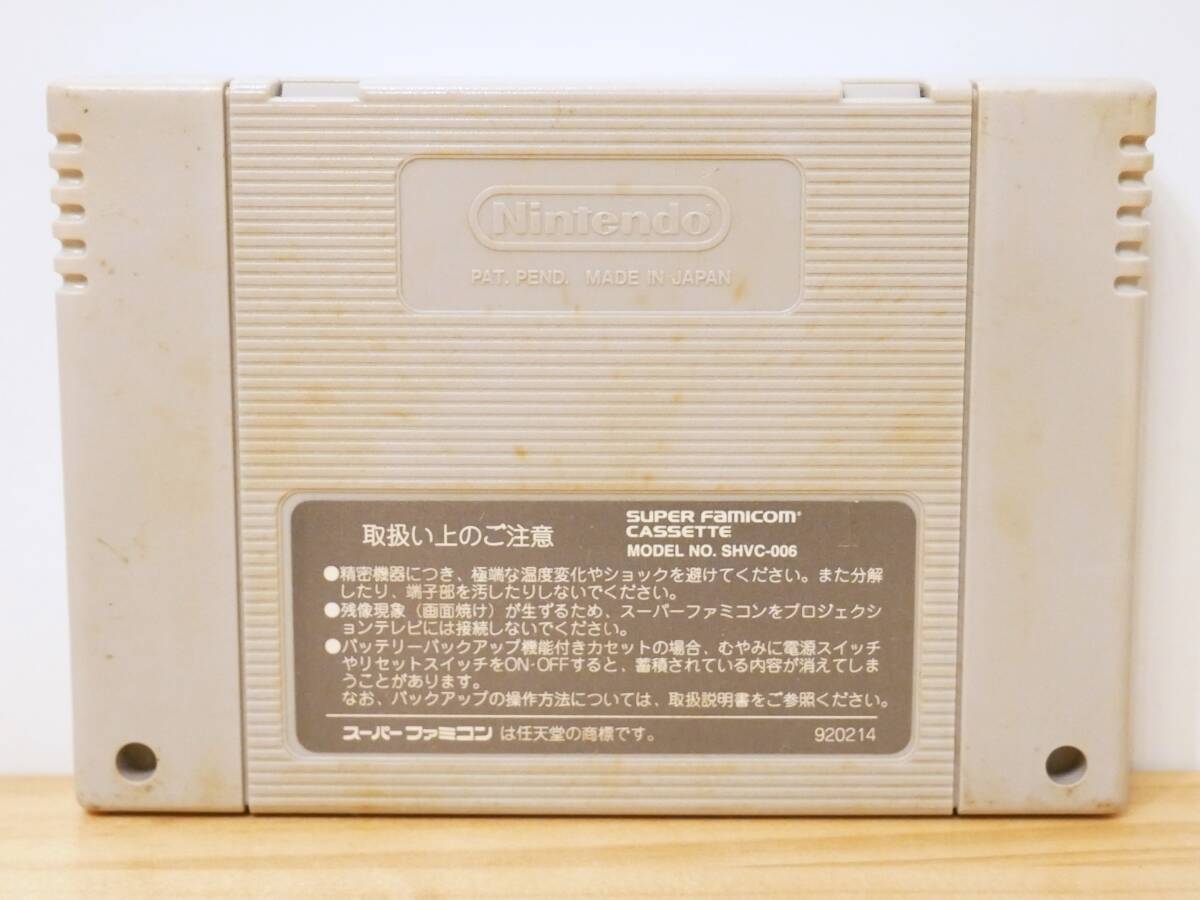 Nintendo®
PAT. PEND. MADE IN JAPAN
取扱い上のご注意
SUPER FAMICOM®
CASSETTE
MODEL NO. SHVC-006
●精密機器につき、極端な温度変化やショックを避けてください。また分解
したり、端子部を汚したりしないでください。
●残像現象（画面焼け）が生ずるため、スーパーファミコンをプロジェクシ
ョンテレビには接続しないでください。
●バッテリーバックアップ機能付きカセットの場合、むやみに電源スイッチ
やリセットスイッチをON・OFFすると、蓄積されている内容が消えてしま
うことがあります。
なお、バックアップの操作方法については、取扱説明書をご参照ください。
スーパーファミコン は任天堂の商標です。
920214